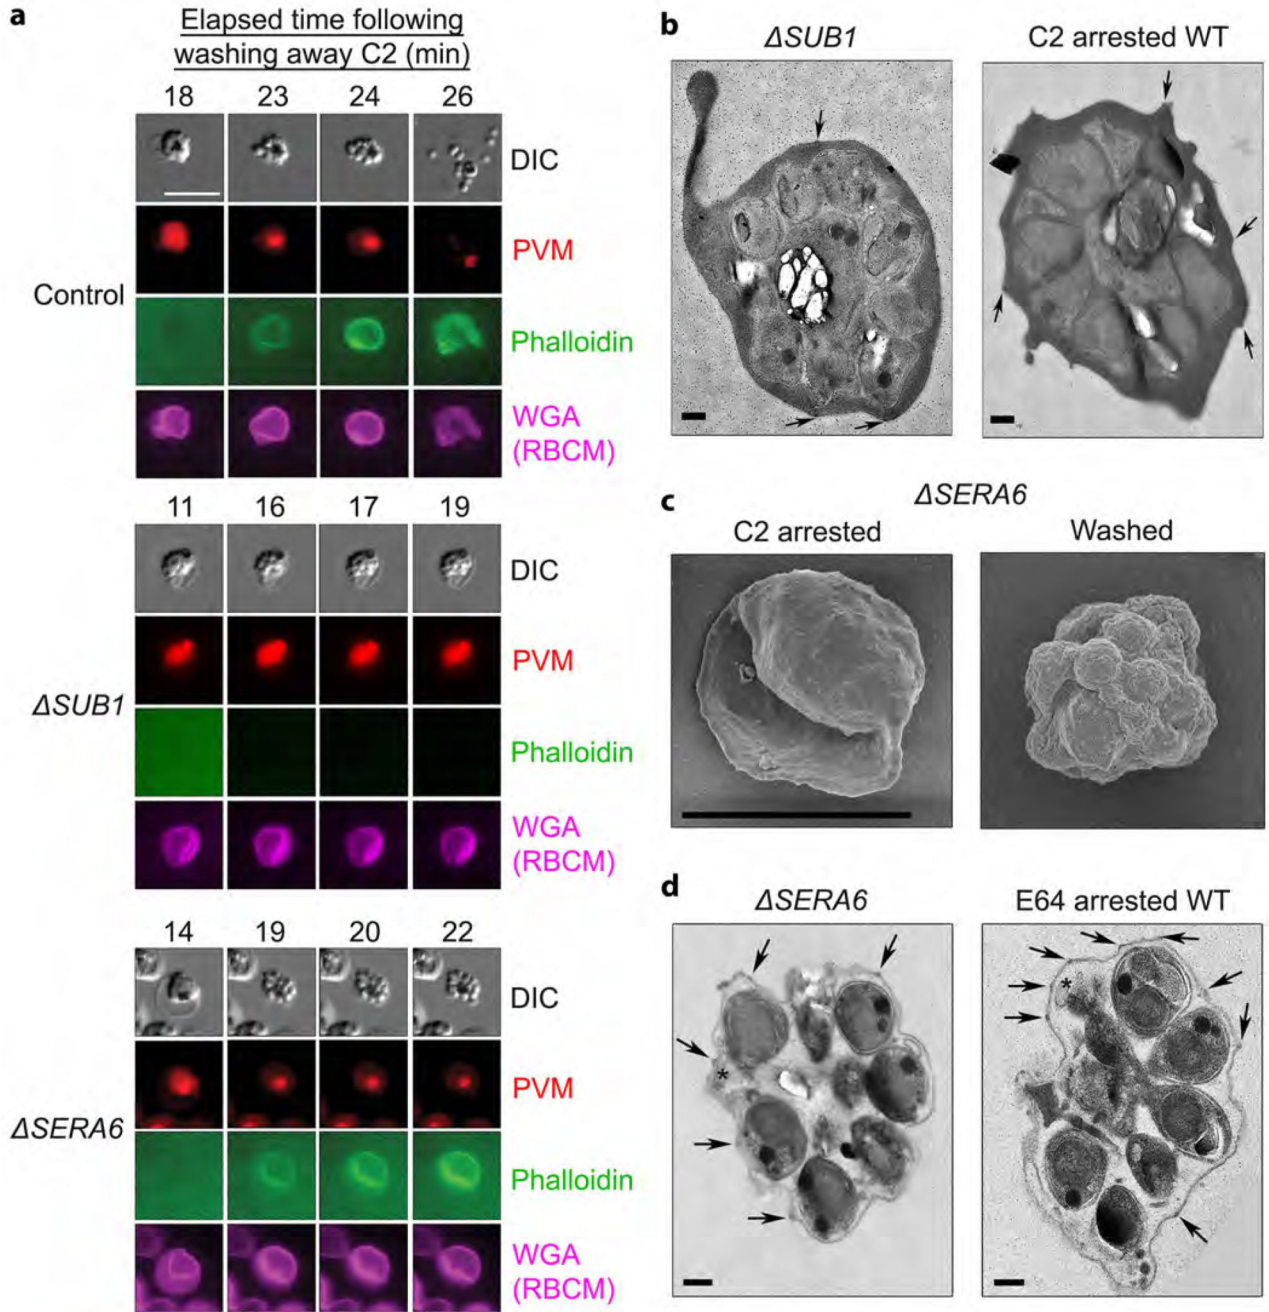 a
Elapsed time following
washing away C2 (min)
18 23 24 26
DIC
PVM
Control
Phalloidin
WGA
(RBCM)
11 16 17 19
DIC
PVM
ΔSUB1
Phalloidin
WGA
(RBCM)
14 19 20 22
DIC
PVM
ΔSERA6
Phalloidin
WGA
(RBCM)
b
ΔSUB1 C2 arrested WT
c
ΔSERA6
C2 arrested Washed
d
ΔSERA6 E64 arrested WT
*
*